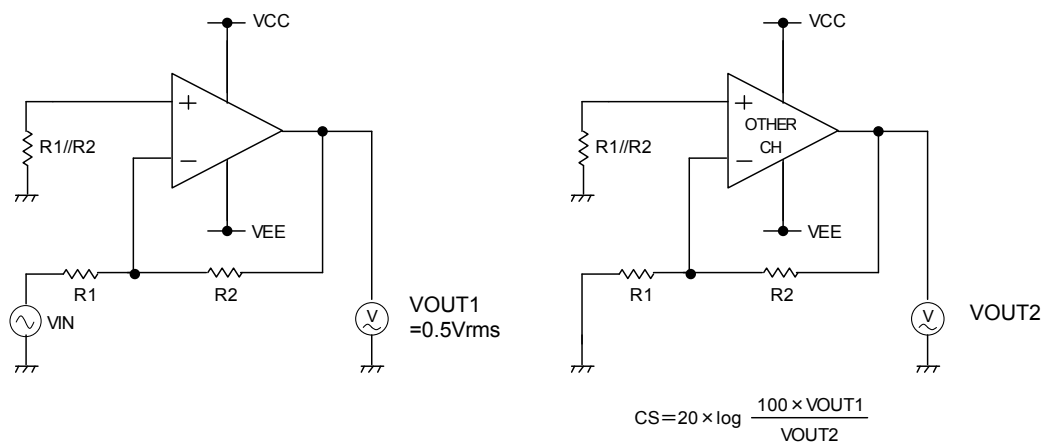 VCC
R1//R2
+
−
VEE
R1
R2
VIN
V
VOUT1
=0.5Vrms
VCC
R1//R2
+
OTHER
CH
−
VEE
R1
R2
V
VOUT2
CS=20×log 100×VOUT1
VOUT2